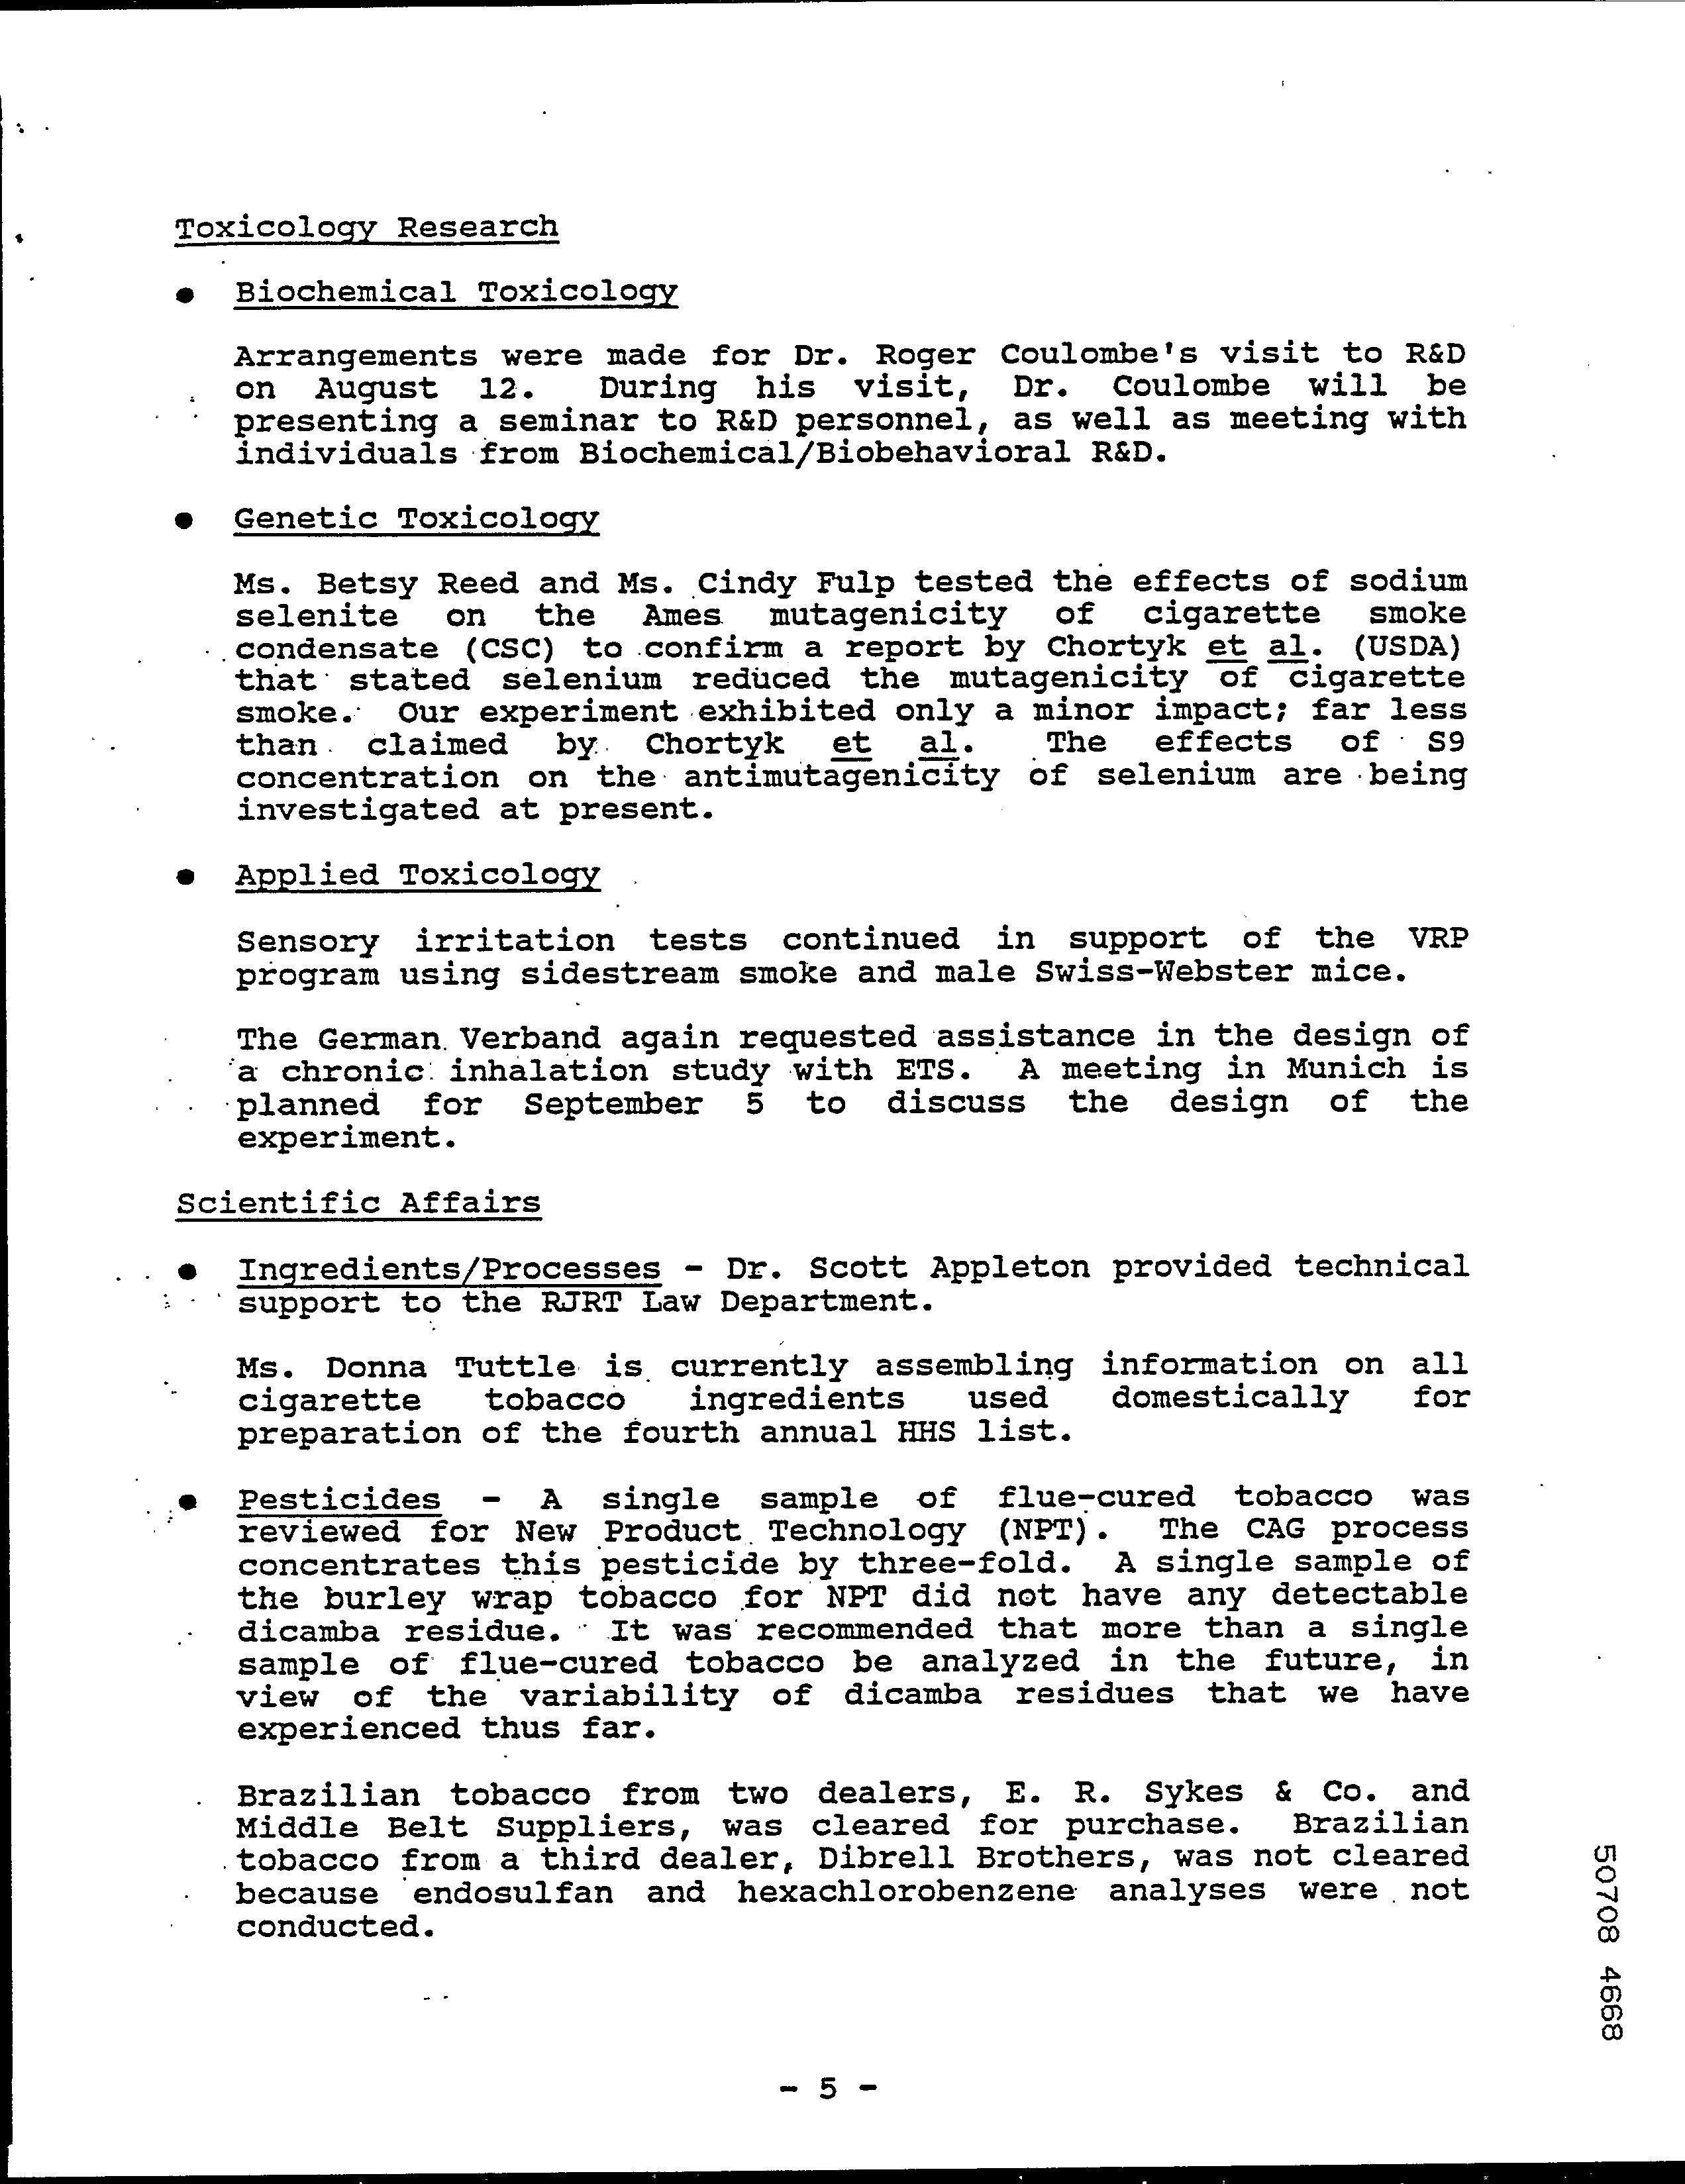 Toxicology Research
● Biochemical Toxicology
Arrangements were made for Dr. Roger Coulombe's visit to R&D
on August 12. During his visit, Dr. Coulombe will be
presenting a seminar to R&D personnel, as well as meeting with
individuals from Biochemical/Biobehavioral R&D.
● Genetic Toxicology
Ms. Betsy Reed and Ms. Cindy Fulp tested the effects of sodium
selenite on the Ames mutagenicity of cigarette smoke
condensate (CSC) to confirm a report by Chortyk et al. (USDA)
that stated selenium reduced the mutagenicity of cigarette
smoke. Our experiment exhibited only a minor impact; far less
than claimed by Chortyk et al. The effects of S9
concentration on the antimutagenicity of selenium are being
investigated at present.
● Applied Toxicology
Sensory irritation tests continued in support of the VRP
program using sidestream smoke and male Swiss-Webster mice.
The German Verband again requested assistance in the design of
a chronic inhalation study with ETS. A meeting in Munich is
planned for September 5 to discuss the design of the
experiment.
Scientific Affairs
● Ingredients/Processes - Dr. Scott Appleton provided technical
support to the RJRT Law Department.
Ms. Donna Tuttle is currently assembling information on all
cigarette tobacco ingredients used domestically for
preparation of the fourth annual HHS list.
● Pesticides - A single sample of flue-cured tobacco was
reviewed for New Product Technology (NPT). The CAG process
concentrates this pesticide by three-fold. A single sample of
the burley wrap tobacco for NPT did not have any detectable
dicamba residue. It was recommended that more than a single
sample of flue-cured tobacco be analyzed in the future, in
view of the variability of dicamba residues that we have
experienced thus far.
Brazilian tobacco from two dealers, E. R. Sykes & Co. and
Middle Belt Suppliers, was cleared for purchase. Brazilian
tobacco from a third dealer, Dibrell Brothers, was not cleared
because endosulfan and hexachlorobenzene analyses were not
conducted.
50708 4668
- 5 -